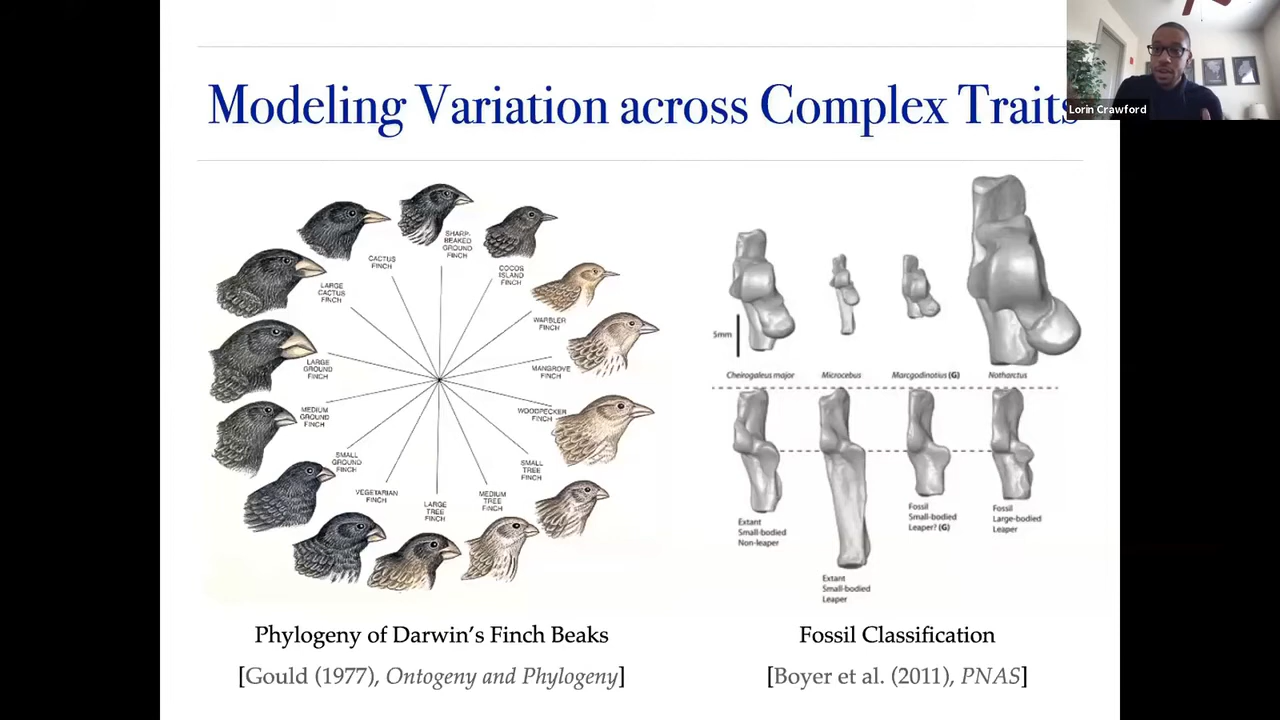 Modeling Variation across Complex Traits
Lorin Crawford
SHARP-
BEAKED
GROUND
FINCH
CACTUS
FINCH
COCOS
ISLAND
FINCH
LARGE
CACTUS
FINCH
WARBLER
FINCH
LARGE
GROUND
FINCH
MANGROVE
FINCH
MEDIUM
GROUND
FINCH
WOODPECKER
FINCH
SMALL
GROUND
FINCH
SMALL
TREE
FINCH
VEGETARIAN
FINCH
LARGE
TREE
FINCH
MEDIUM
TREE
FINCH
5mm
Cheirogaleus major
Microcebus
Marcgodinotius (G)
Notharctus
Extant
Small-bodied
Non-leaper
Extant
Small-bodied
Leaper
Fossil
Small-bodied
Leaper? (G)
Fossil
Large-bodied
Leaper
Phylogeny of Darwin's Finch Beaks
[Gould (1977), Ontogeny and Phylogeny]
Fossil Classification
[Boyer et al. (2011), PNAS]